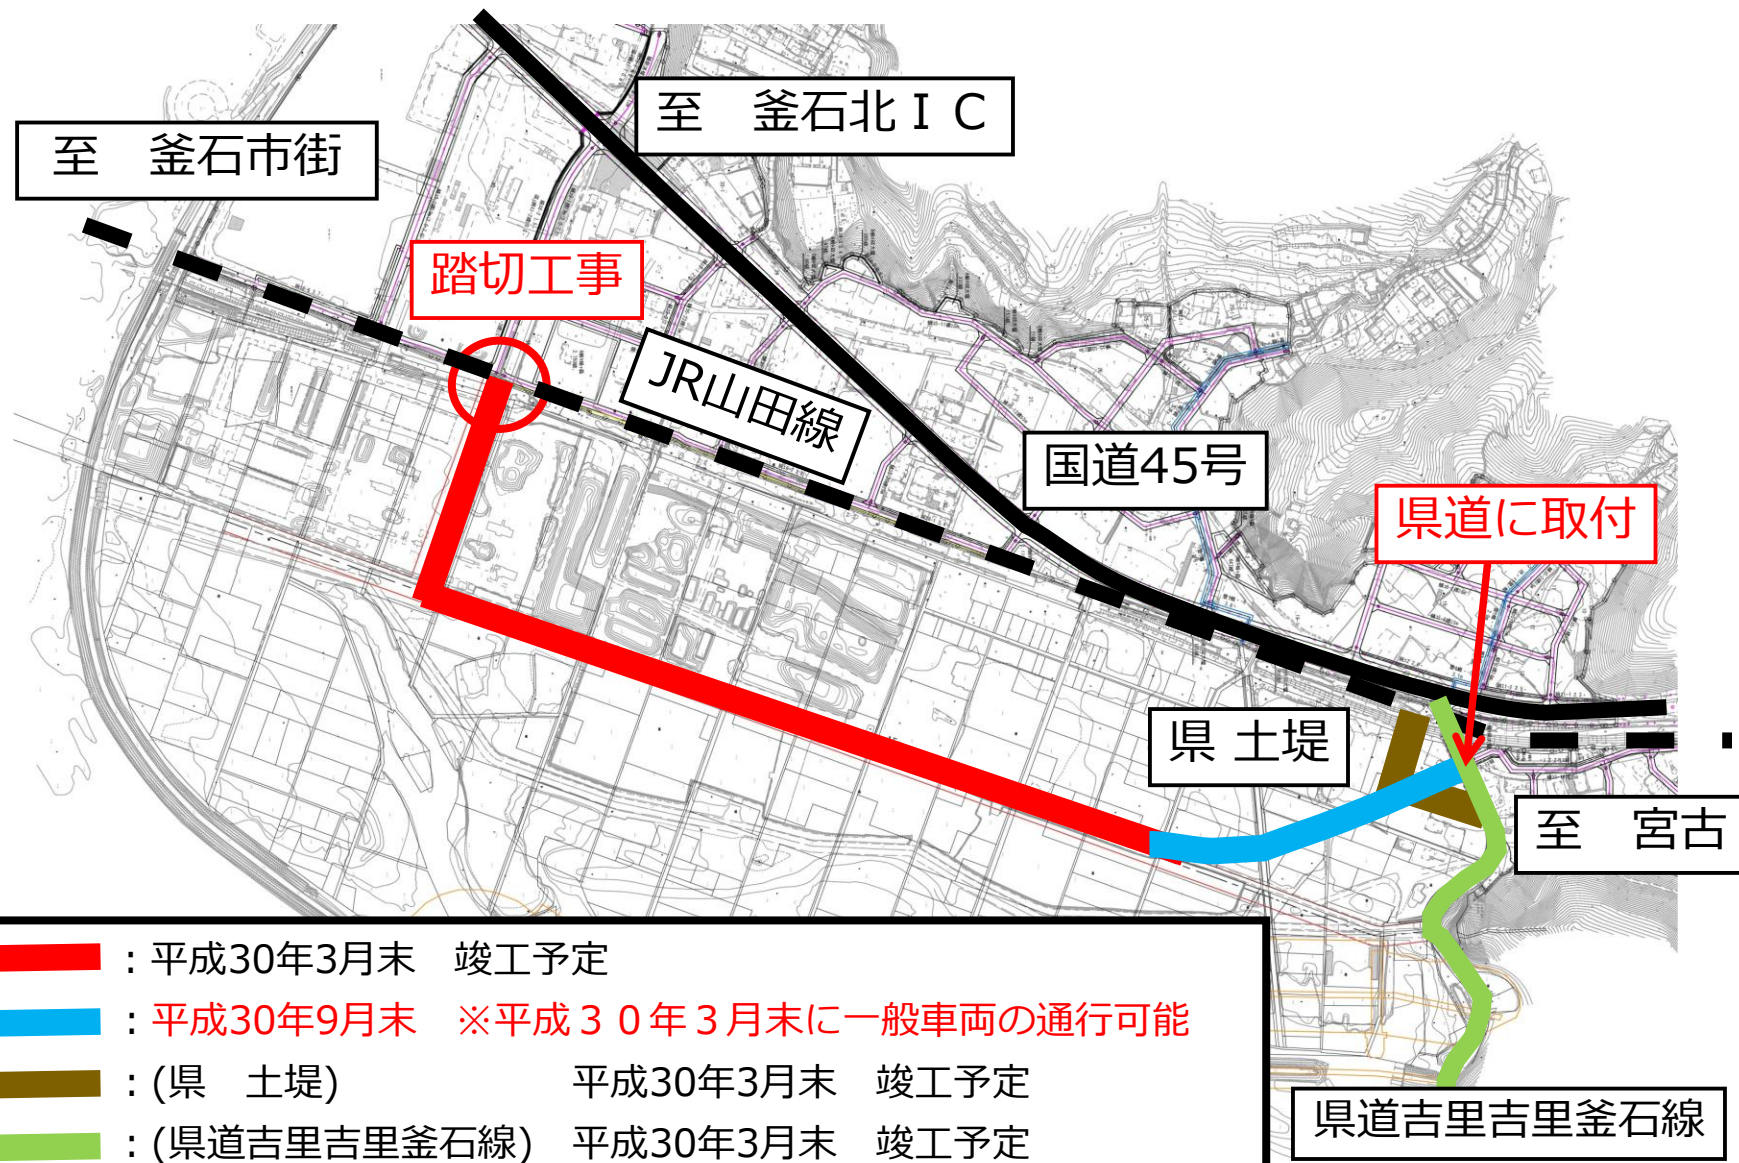 至　釜石北ＩＣ
至　釜石市街
踏切工事
JR山田線
国道45号
県道に取付
県 土堤
至　宮古
：平成30年3月末　竣工予定
：平成30年9月末　※平成３０年３月末に一般車両の通行可能
：(県　土堤)　　　　　平成30年3月末　竣工予定
：(県道吉里吉里釜石線)　平成30年3月末　竣工予定
県道吉里吉里釜石線